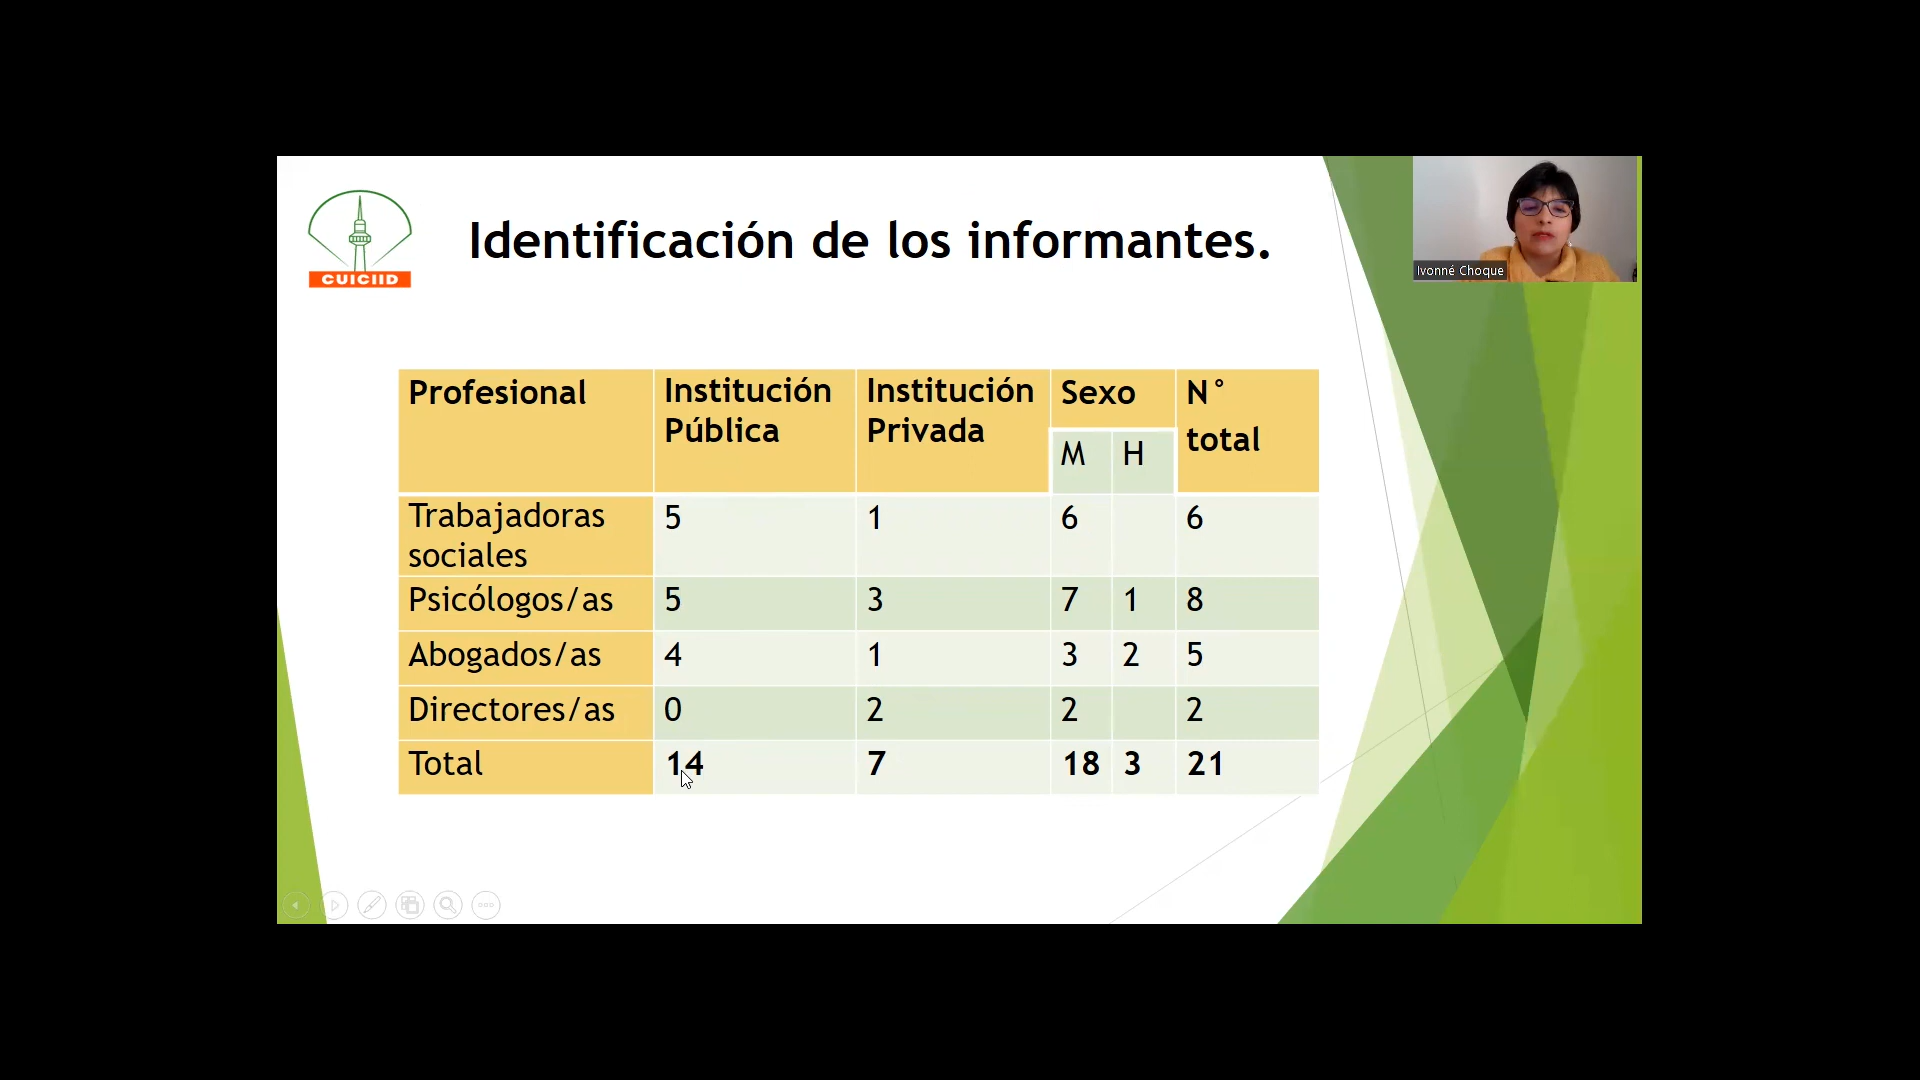 CUICIID
Identificación de los informantes.
Ivonné Choque
Profesional
Institución
Pública
Institución
Privada
Sexo
N°
total
M
H
Trabajadoras
sociales
5
1
6
6
Psicólogos/as
5
3
7
1
8
Abogados/as
4
1
3
2
5
Directores/as
0
2
2
2
Total
14
7
18
3
21